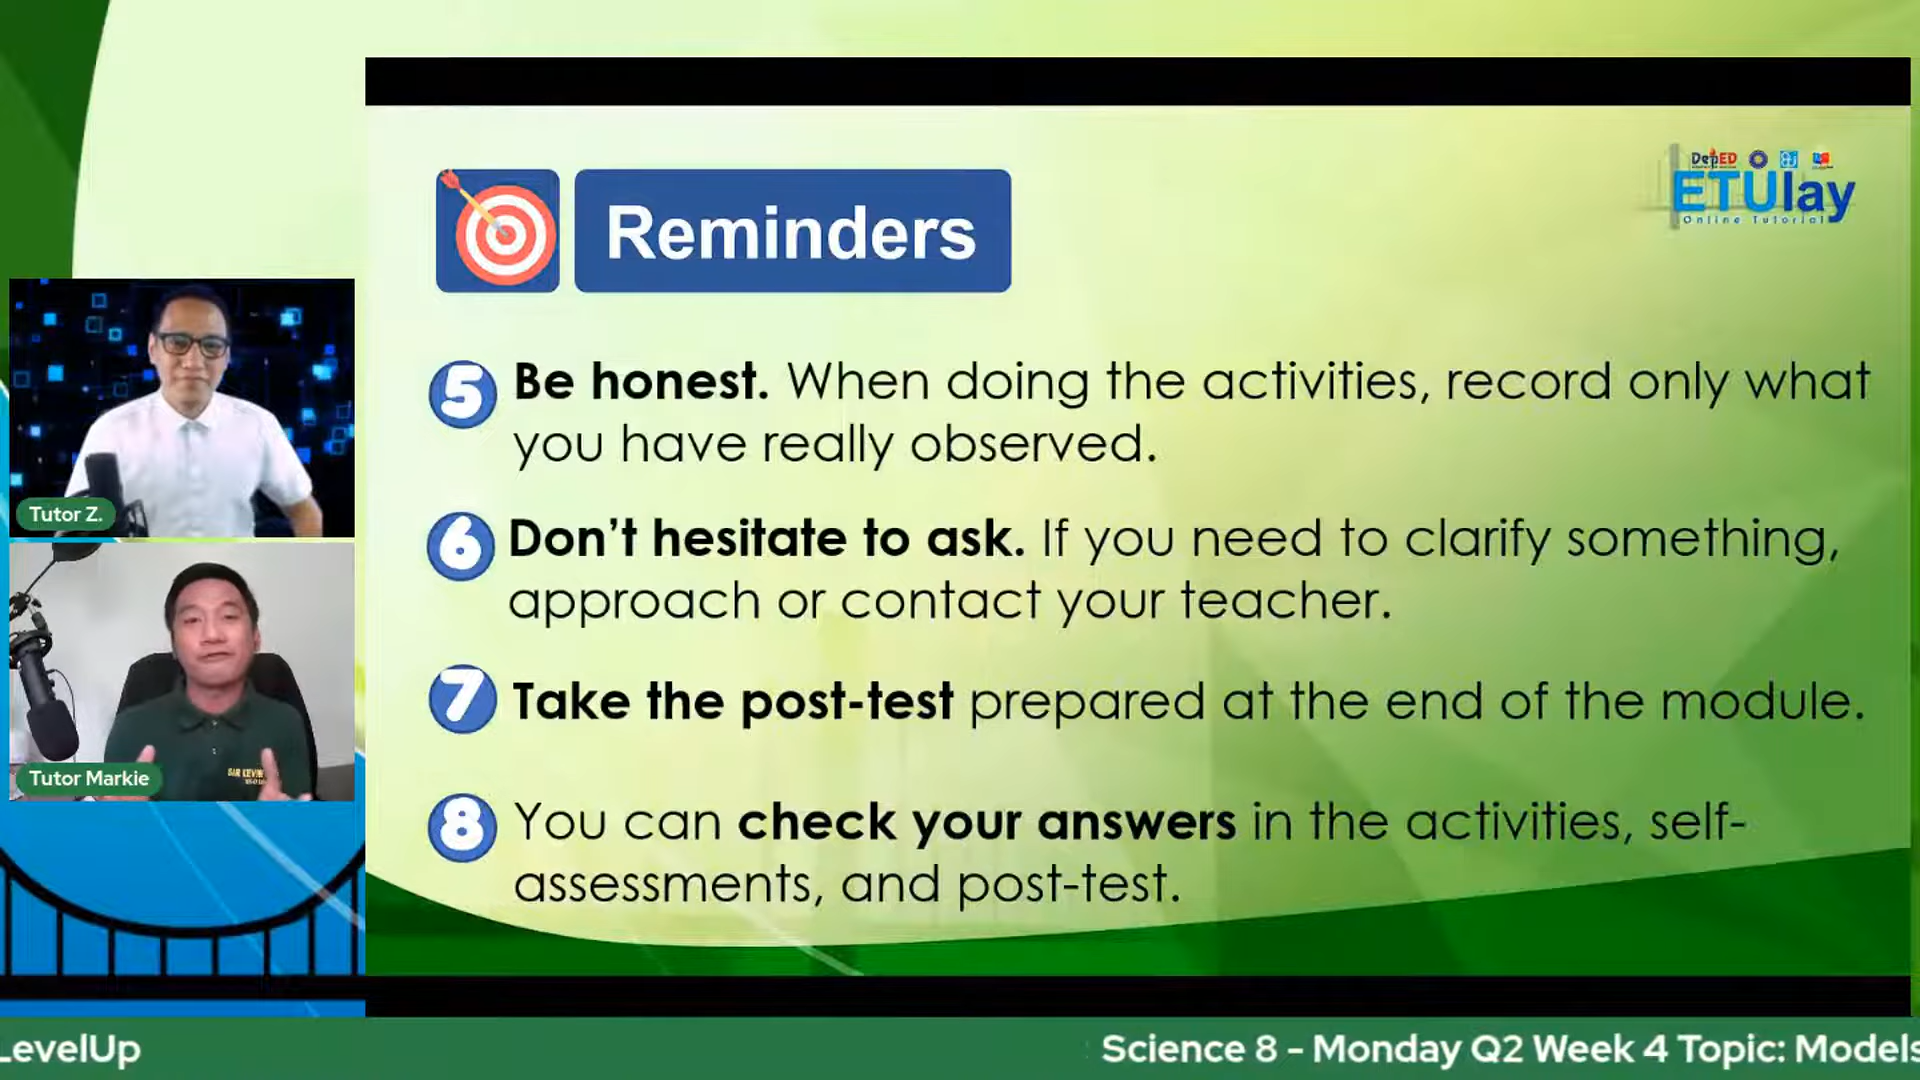 DepED
ETUlay
Online Tutorial
Reminders
5 Be honest. When doing the activities, record only what
you have really observed.
6 Don’t hesitate to ask. If you need to clarify something,
approach or contact your teacher.
7 Take the post-test prepared at the end of the module.
8 You can check your answers in the activities, self-
assessments, and post-test.
Tutor Z.
Tutor Markie
LevelUp
Science 8 - Monday Q2 Week 4 Topic: Models